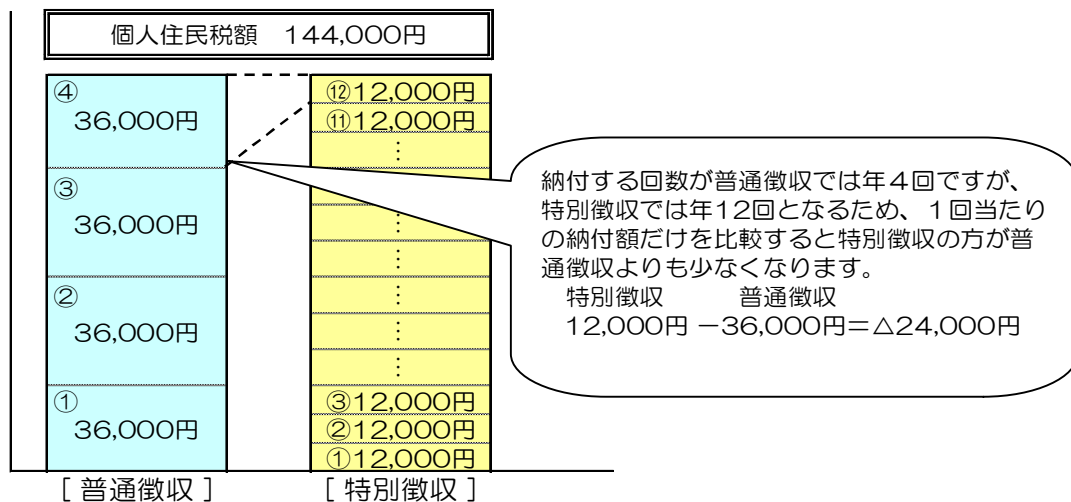 個人住民税額　144,000円
④
36,000円
③
36,000円
②
36,000円
①
36,000円
[ 普通徴収 ]
⑫12,000円
⑪12,000円
⋮
⋮
⋮
⋮
⋮
③12,000円
②12,000円
①12,000円
[ 特別徴収 ]
納付する回数が普通徴収では年４回ですが、
特別徴収では年12回となるため、１回当たり
の納付額だけを比較すると特別徴収の方が普
通徴収よりも少なくなります。
特別徴収　　　普通徴収
12,000円 －36,000円＝△24,000円